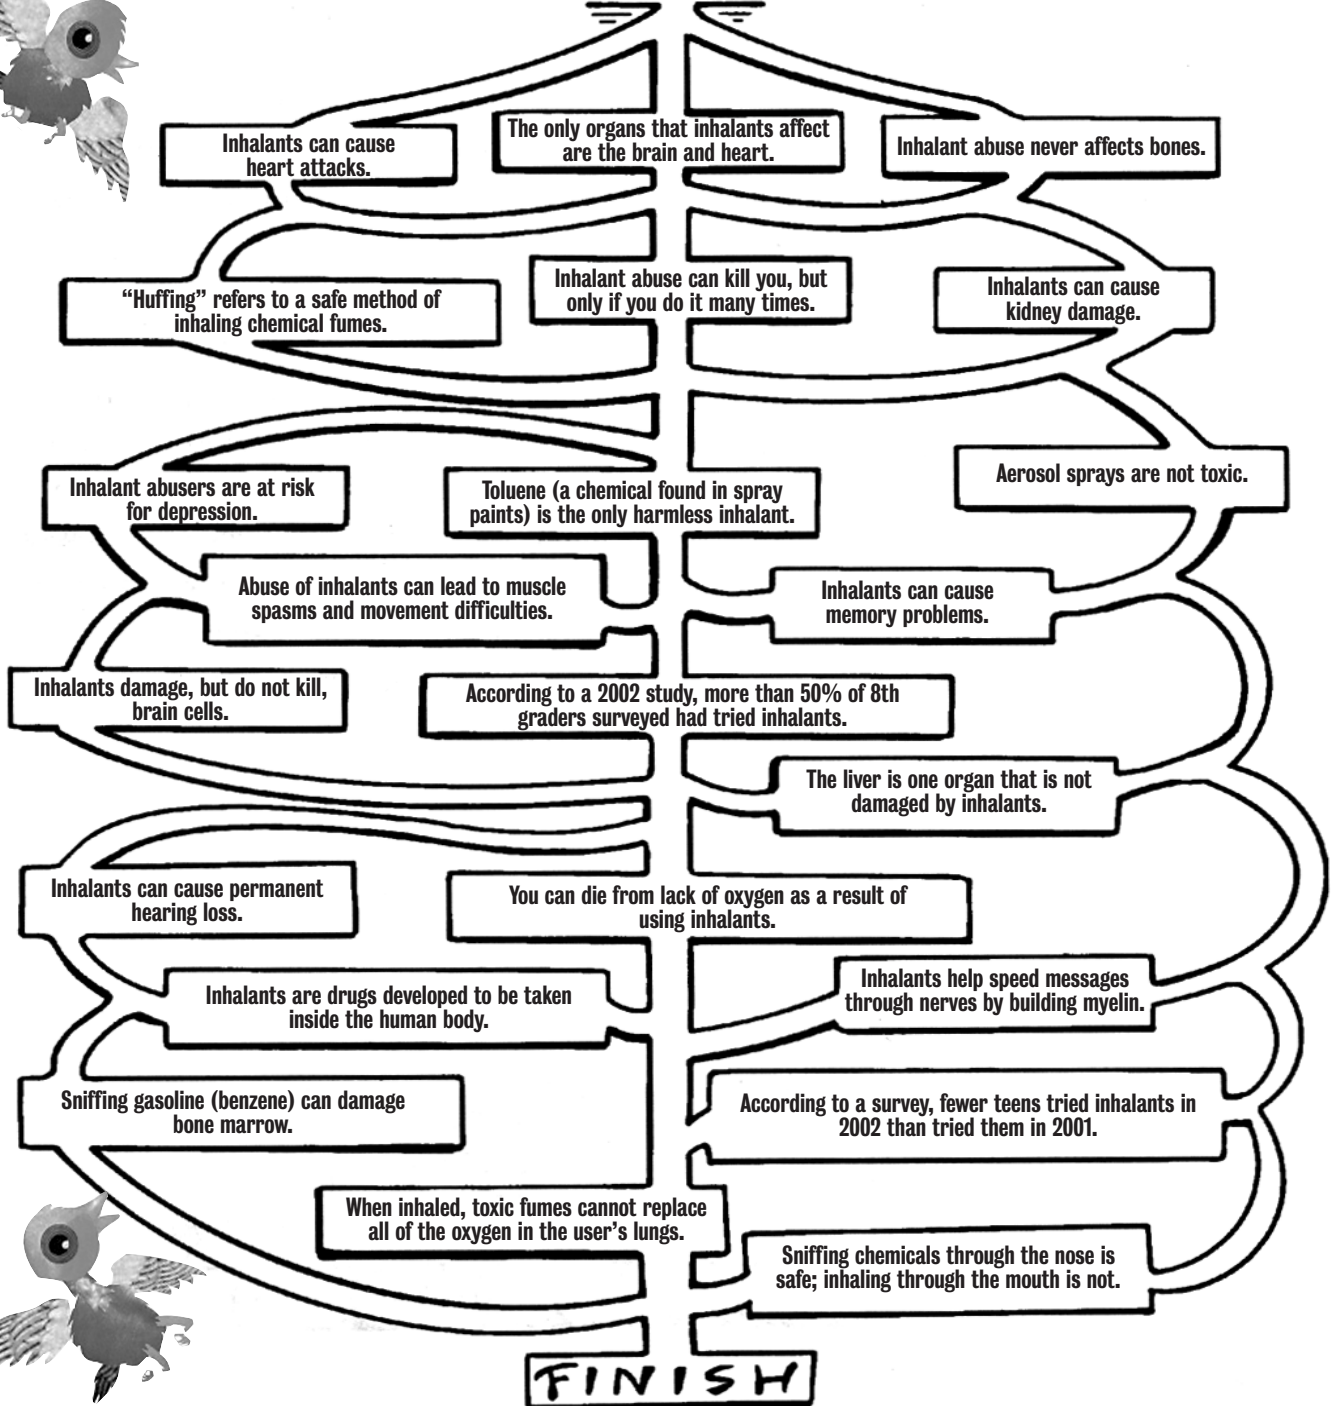 Inhalants can cause
heart attacks.
The only organs that inhalants affect
are the brain and heart.
Inhalant abuse never affects bones.
“Huffing” refers to a safe method of
inhaling chemical fumes.
Inhalant abuse can kill you, but
only if you do it many times.
Inhalants can cause
kidney damage.
Inhalant abusers are at risk
for depression.
Toluene (a chemical found in spray
paints) is the only harmless inhalant.
Aerosol sprays are not toxic.
Abuse of inhalants can lead to muscle
spasms and movement difficulties.
Inhalants can cause
memory problems.
Inhalants damage, but do not kill,
brain cells.
According to a 2002 study, more than 50% of 8th
graders surveyed had tried inhalants.
The liver is one organ that is not
damaged by inhalants.
Inhalants can cause permanent
hearing loss.
You can die from lack of oxygen as a result of
using inhalants.
Inhalants are drugs developed to be taken
inside the human body.
Inhalants help speed messages
through nerves by building myelin.
Sniffing gasoline (benzene) can damage
bone marrow.
According to a survey, fewer teens tried inhalants in
2002 than tried them in 2001.
When inhaled, toxic fumes cannot replace
all of the oxygen in the user’s lungs.
Sniffing chemicals through the nose is
safe; inhaling through the mouth is not.
FINISH